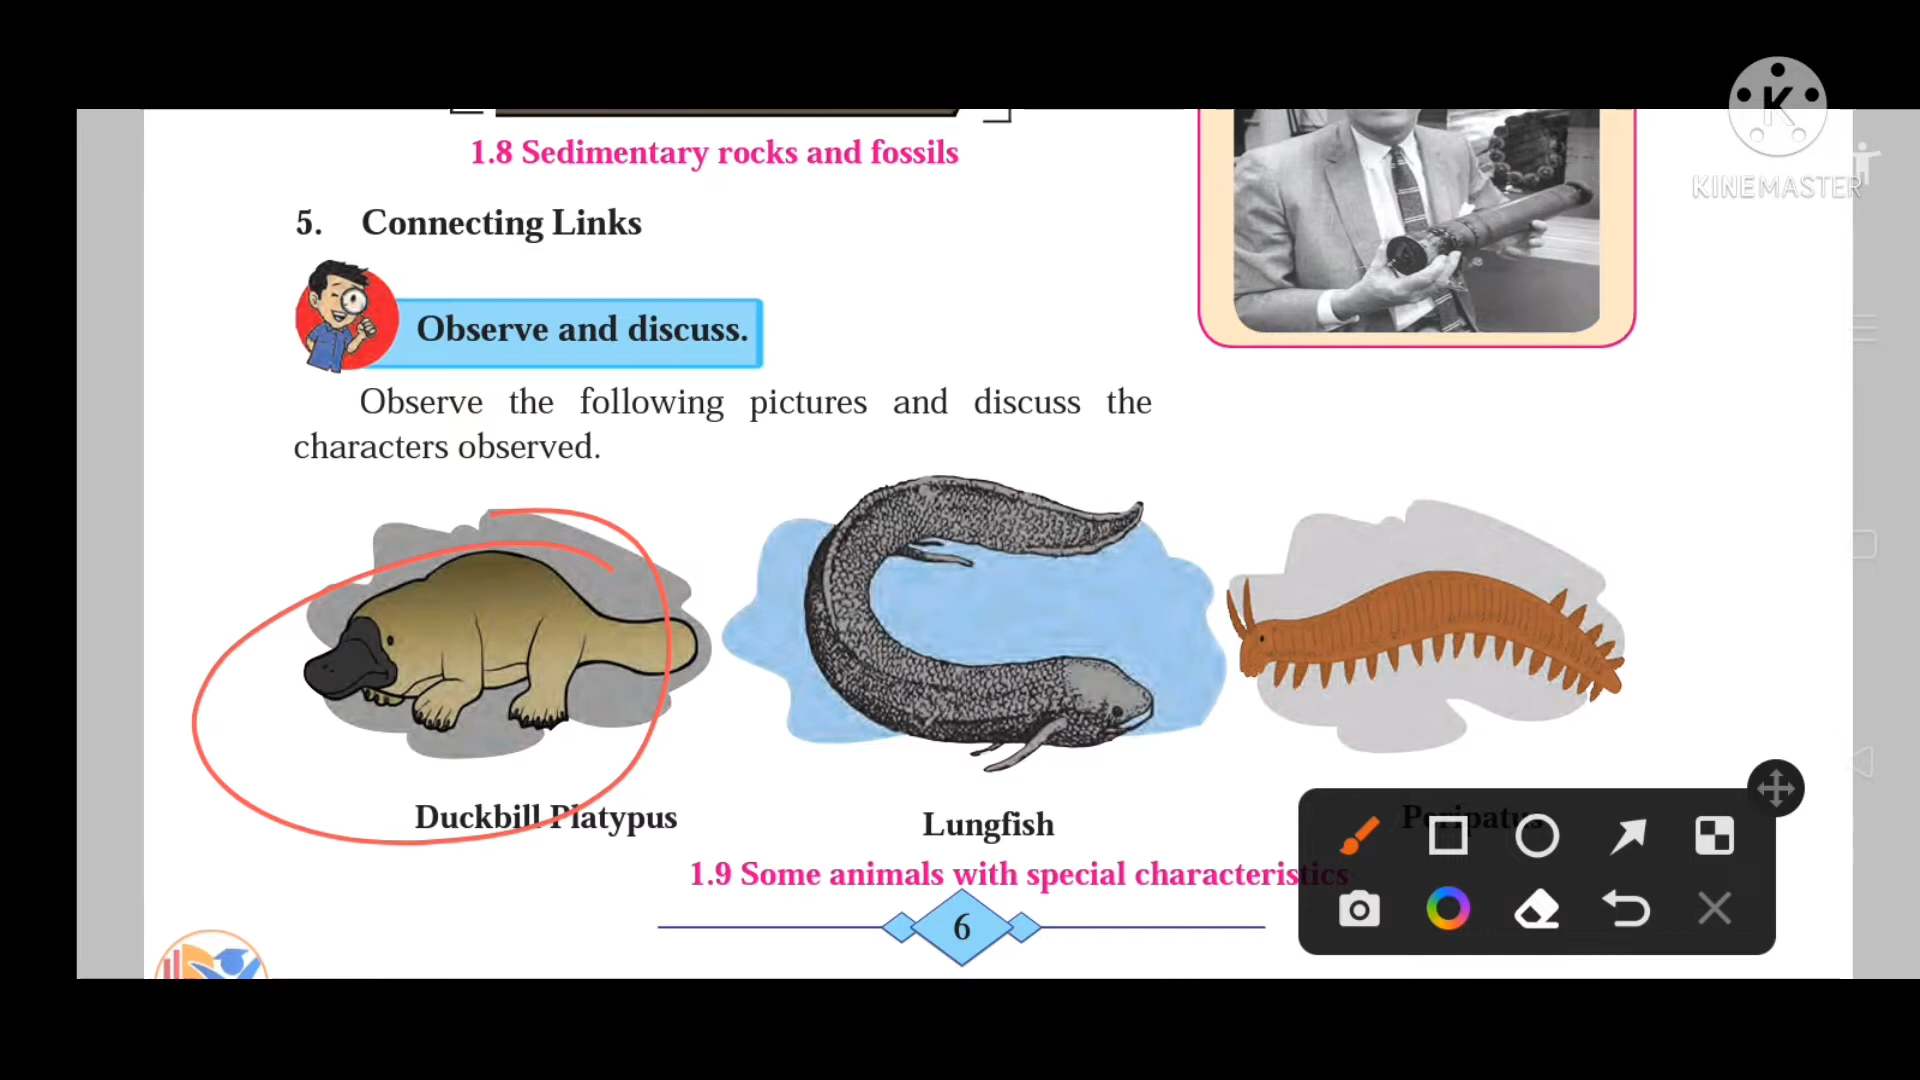 1.8 Sedimentary rocks and fossils
KINEMASTER
5. Connecting Links
Observe and discuss.
Observe the following pictures and discuss the
characters observed.
Duckbill Platypus
Lungfish
Peripatus
1.9 Some animals with special characteristics
6